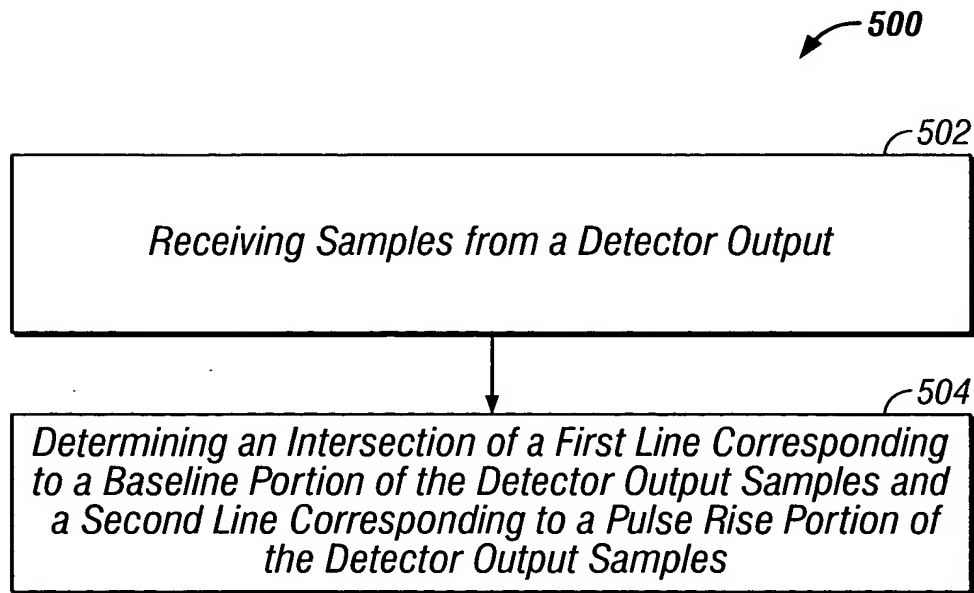 500
502
Receiving Samples from a Detector Output
504
Determining an Intersection of a First Line Corresponding
to a Baseline Portion of the Detector Output Samples and
a Second Line Corresponding to a Pulse Rise Portion of
the Detector Output Samples